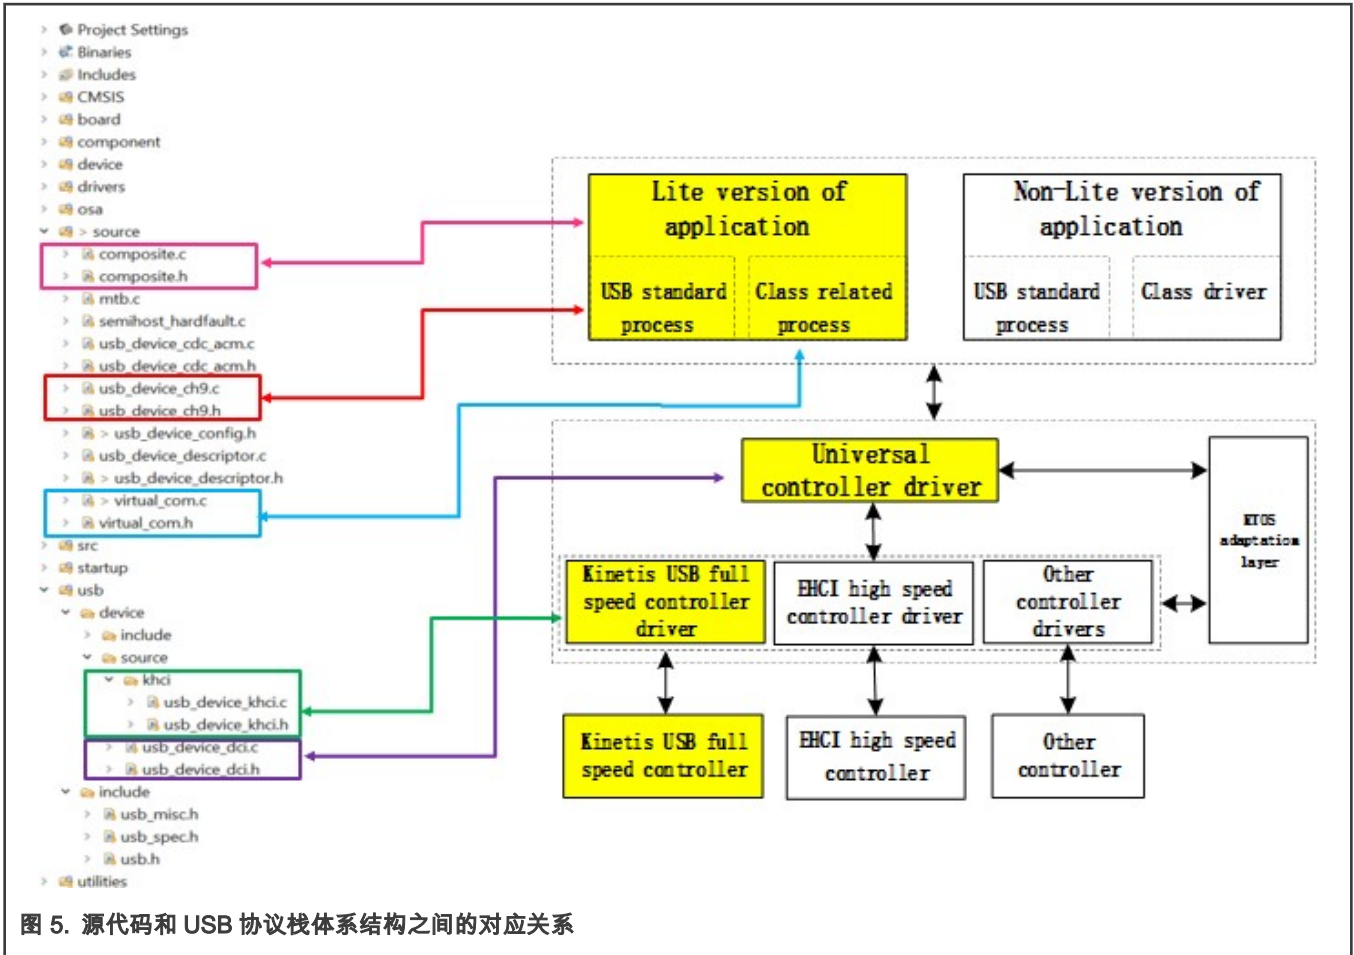 > Project Settings
> Binaries
> Includes
> CMSIS
> board
> component
> device
> drivers
> osa
> source
> composite.c
> composite.h
> mtb.c
> semihost_hardfault.c
> usb_device_cdc_acm.c
> usb_device_cdc_acm.h
> usb_device_ch9.c
> usb_device_ch9.h
> > usb_device_config.h
> usb_device_descriptor.c
> > usb_device_descriptor.h
> > virtual_com.c
> virtual_com.h
> src
> startup
usb
device
> include
source
khci
> usb_device_khci.c
> usb_device_khci.h
> usb_device_dci.c
> usb_device_dci.h
include
> usb_misc.h
> usb_spec.h
> usb.h
> utilities
Lite version of
application
USB standard
process
Class related
process
Non-Lite version of
application
USB standard
process
Class driver
Universal
controller driver
RTOS
adaptation
layer
Kinetis USB full
speed controller
driver
EHCI high speed
controller driver
Other
controller
drivers
Kinetis USB full
speed controller
EHCI high speed
controller
Other
controller
图 5. 源代码和 USB 协议栈体系结构之间的对应关系